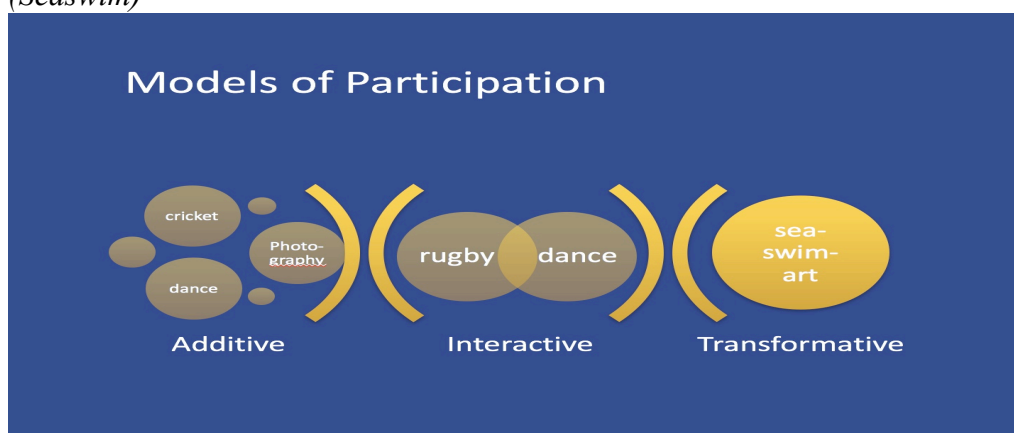 (Seaswim)
Models of Participation
cricket
Photo-
graphy
dance
rugby
dance
sea-
swim-
art
Additive
Interactive
Transformative